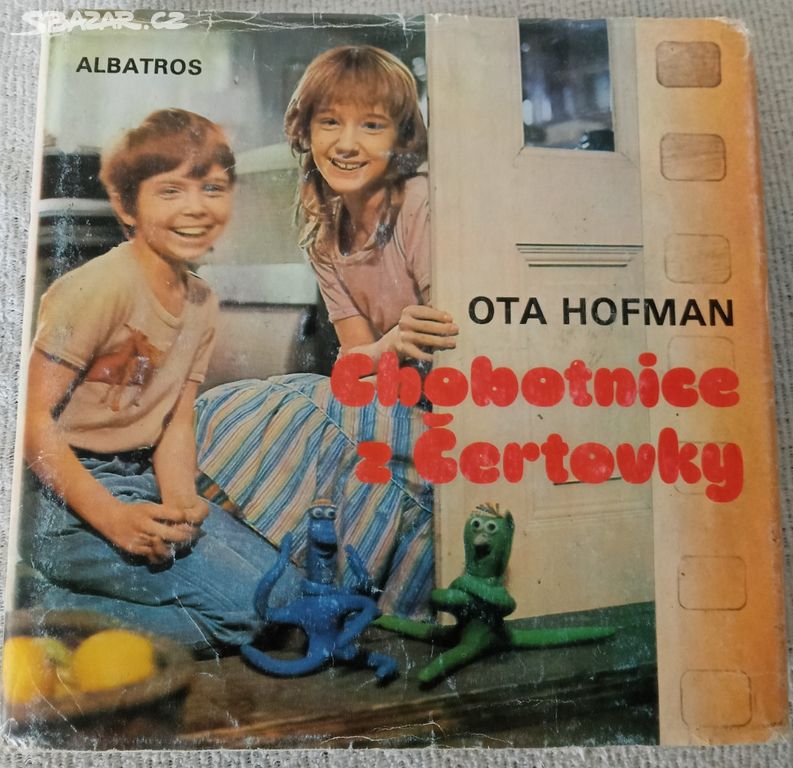 SBAZAR.CZ
ALBATROS
OTA HOFMAN
Chobotnice
z Čertovky